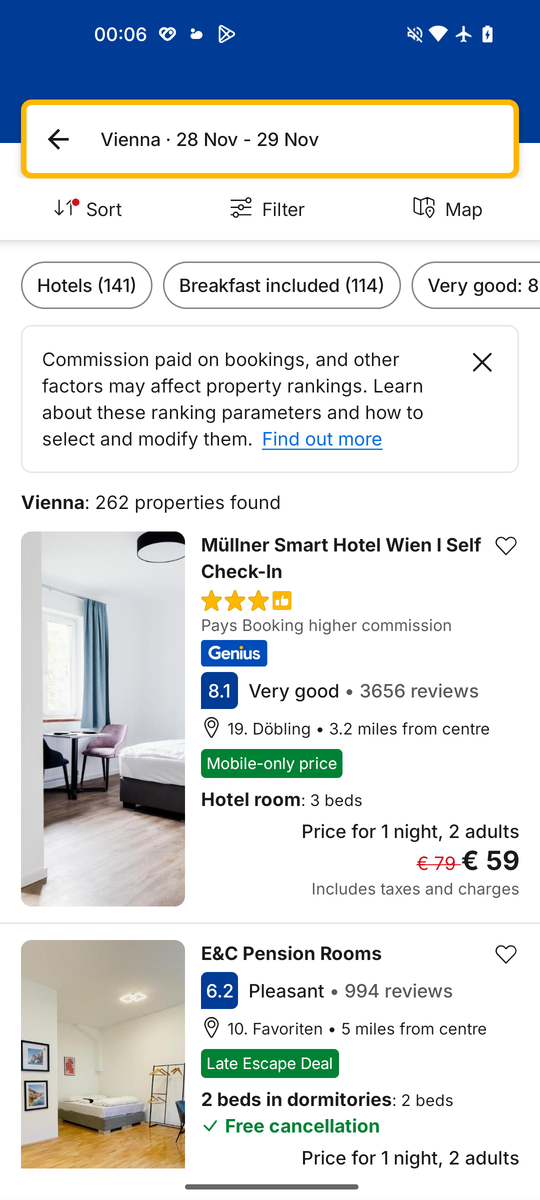 00:06
Vienna · 28 Nov - 29 Nov
Sort
Filter
Map
Hotels (141)
Breakfast included (114)
Very good: 8
Commission paid on bookings, and other
factors may affect property rankings. Learn
about these ranking parameters and how to
select and modify them. Find out more
Vienna: 262 properties found
Müllner Smart Hotel Wien I Self
Check-In
Pays Booking higher commission
Genius
8.1 Very good • 3656 reviews
19. Döbling • 3.2 miles from centre
Mobile-only price
Hotel room: 3 beds
Price for 1 night, 2 adults
€ 79 € 59
Includes taxes and charges
E&C Pension Rooms
6.2 Pleasant • 994 reviews
10. Favoriten • 5 miles from centre
Late Escape Deal
2 beds in dormitories: 2 beds
Free cancellation
Price for 1 night, 2 adults